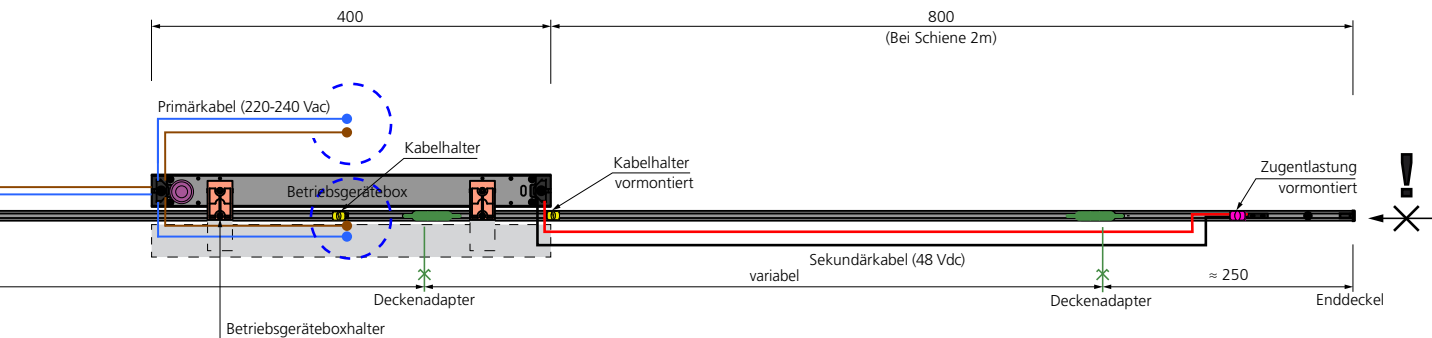 400
800
(Bei Schiene 2m)
Primärkabel (220-240 Vac)
Kabelhalter
Kabelhalter
vormontiert
Zugentlastung
vormontiert
!
Betriebsgerätebox
Sekundärkabel (48 Vdc)
variabel
≈ 250
Deckenadapter
Deckenadapter
Enddeckel
Betriebsgeräteboxhalter